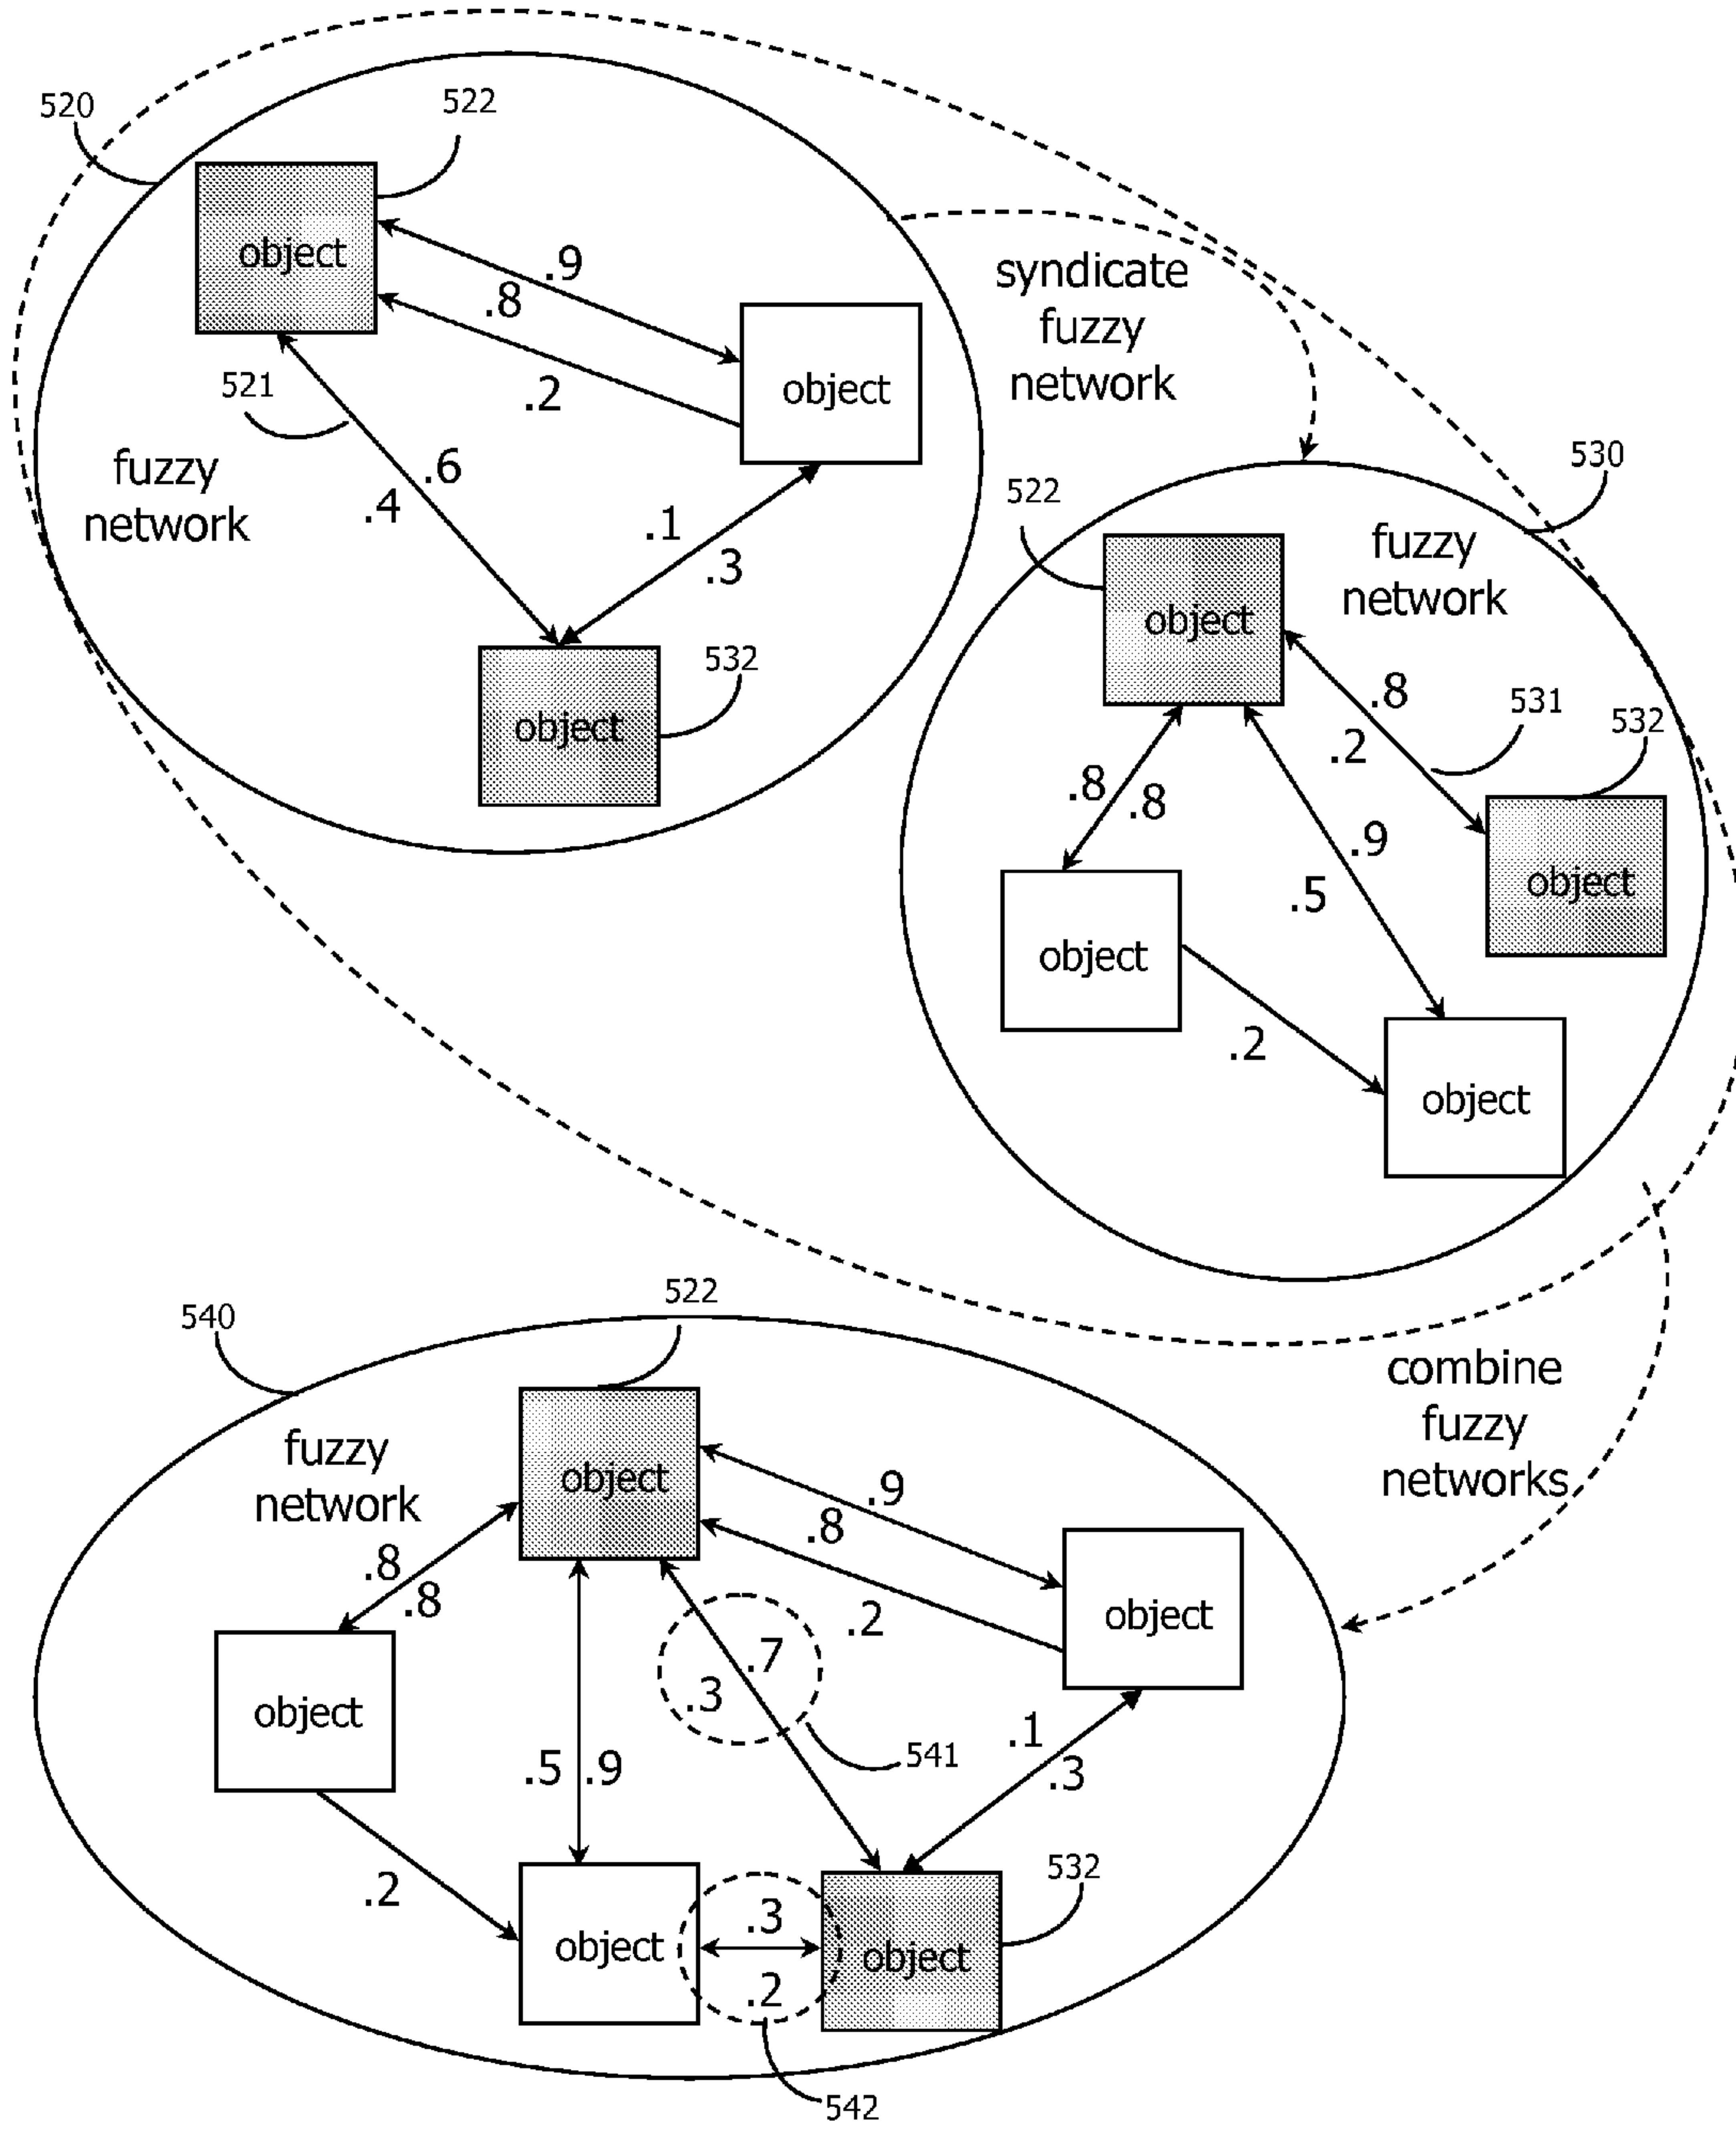 520
522
object
.9
.8
syndicate
fuzzy
network
object
.2
521
fuzzy
network
.6
.4
.1
.3
532
object
530
522
fuzzy
network
object
.8
531
532
.2
.8
.8
.9
.5
object
object
.2
object
540
522
combine
fuzzy
networks
fuzzy
network
object
.9
.8
.8
.8
.2
object
.7
.3
object
.5
.9
541
.1
.3
.2
532
.3
object
object
.2
542